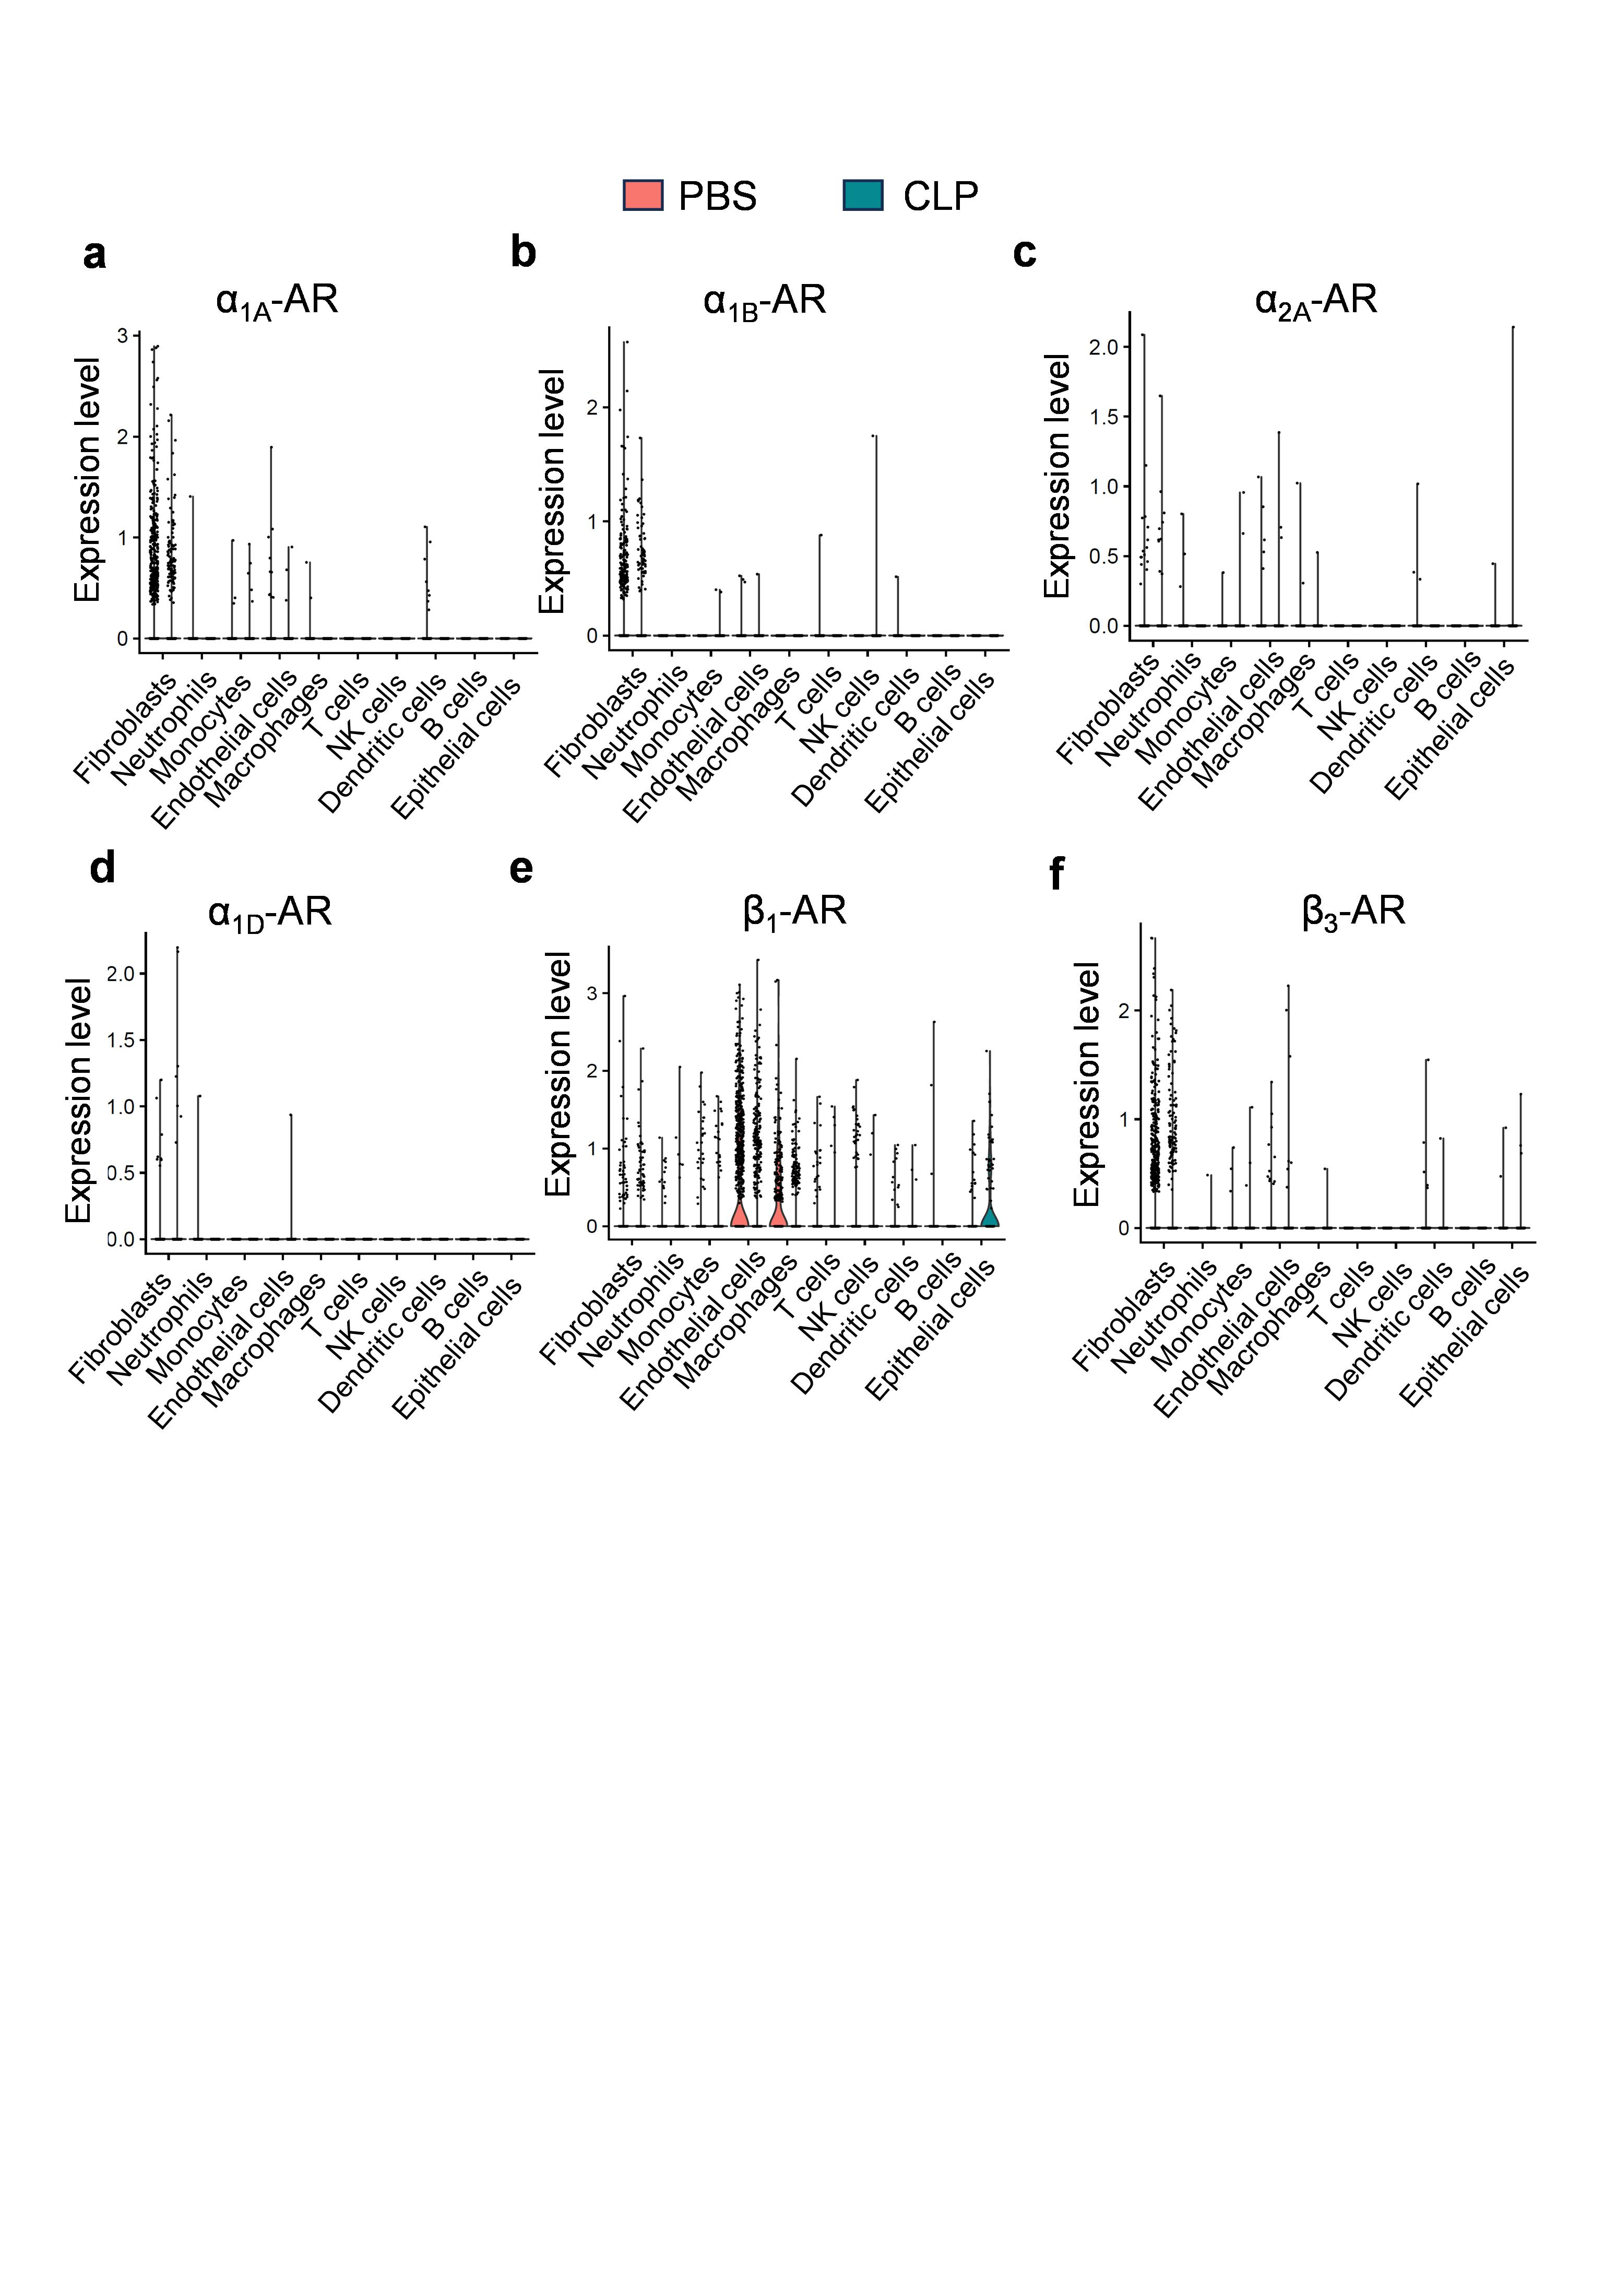 PBS CLP
a b c
α1A-AR α1B-AR α2A-AR
Expression level
3
2
1
0
Fibroblasts
Neutrophils
Monocytes
Endothelial cells
Macrophages
T cells
NK cells
Dendritic cells
B cells
Epithelial cells
Expression level
2
1
0
Fibroblasts
Neutrophils
Monocytes
Endothelial cells
Macrophages
T cells
NK cells
Dendritic cells
B cells
Epithelial cells
Expression level
2.0
1.5
1.0
0.5
0.0
Fibroblasts
Neutrophils
Monocytes
Endothelial cells
Macrophages
T cells
NK cells
Dendritic cells
B cells
Epithelial cells
d e f
α1D-AR β1-AR β3-AR
Expression level
2.0
1.5
1.0
0.5
0.0
Fibroblasts
Neutrophils
Monocytes
Endothelial cells
Macrophages
T cells
NK cells
Dendritic cells
B cells
Epithelial cells
Expression level
3
2
1
0
Fibroblasts
Neutrophils
Monocytes
Endothelial cells
Macrophages
T cells
NK cells
Dendritic cells
B cells
Epithelial cells
Expression level
2
1
0
Fibroblasts
Neutrophils
Monocytes
Endothelial cells
Macrophages
T cells
NK cells
Dendritic cells
B cells
Epithelial cells